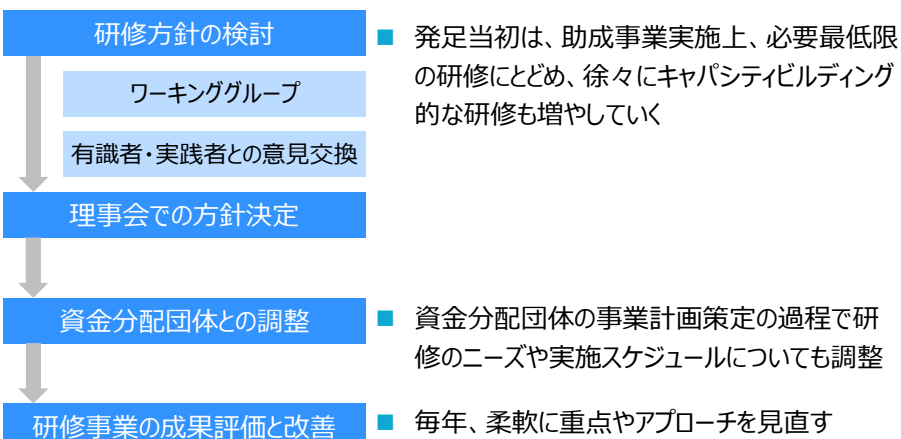 研修方針の検討
■ 発足当初は、助成事業実施上、必要最低限
の研修にとどめ、徐々にキャパシティビルディング
的な研修も増やしていく
ワーキンググループ
有識者・実践者との意見交換
理事会での方針決定
資金分配団体との調整
■ 資金分配団体の事業計画策定の過程で研
修のニーズや実施スケジュールについても調整
研修事業の成果評価と改善
■ 毎年、柔軟に重点やアプローチを見直す